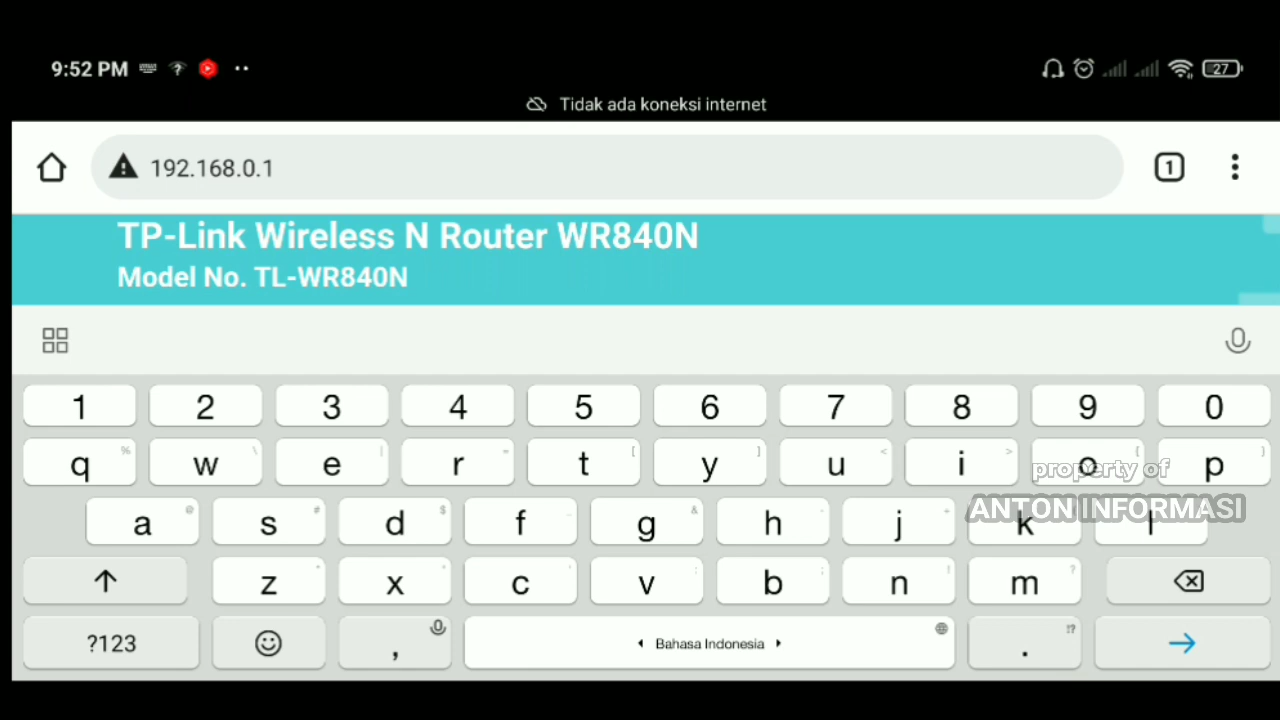 9:52 PM
27
Tidak ada koneksi internet
192.168.0.1
1
TP-Link Wireless N Router WR840N
Model No. TL-WR840N
1 2 3 4 5 6 7 8 9 0
q w e r t y u i o p
property of
a s d f g h j k l
ANTON INFORMASI
z x c v b n m
?123 , Bahasa Indonesia . !?